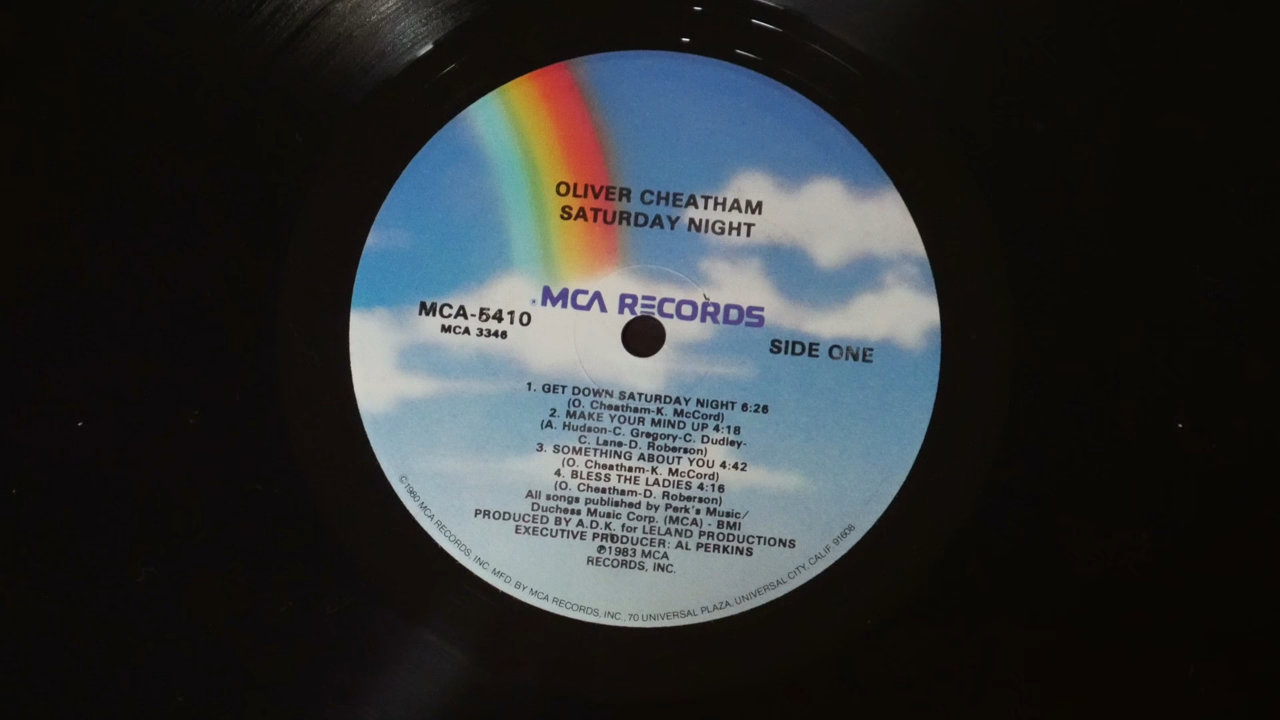 OLIVER CHEATHAM
SATURDAY NIGHT
® MCA RECORDS
MCA-5410
MCA 3346
SIDE ONE
1. GET DOWN SATURDAY NIGHT 6:26
(O. Cheatham-K. McCord)
2. MAKE YOUR MIND UP 4:18
(A. Hudson-C. Gregory-C. Dudley-
C. Lane-D. Roberson)
3. SOMETHING ABOUT YOU 4:42
(O. Cheatham-K. McCord)
4. BLESS THE LADIES 4:16
(O. Cheatham-D. Roberson)
All songs published by Perk's Music/
Duchess Music Corp. (MCA) - BMI
PRODUCED BY A.D.K. for LELAND PRODUCTIONS
EXECUTIVE PRODUCER: AL PERKINS
℗1983 MCA
RECORDS, INC.
©1980 MCA RECORDS, INC. MFD. BY MCA RECORDS, INC., 70 UNIVERSAL PLAZA, UNIVERSAL CITY, CALIF. 91608